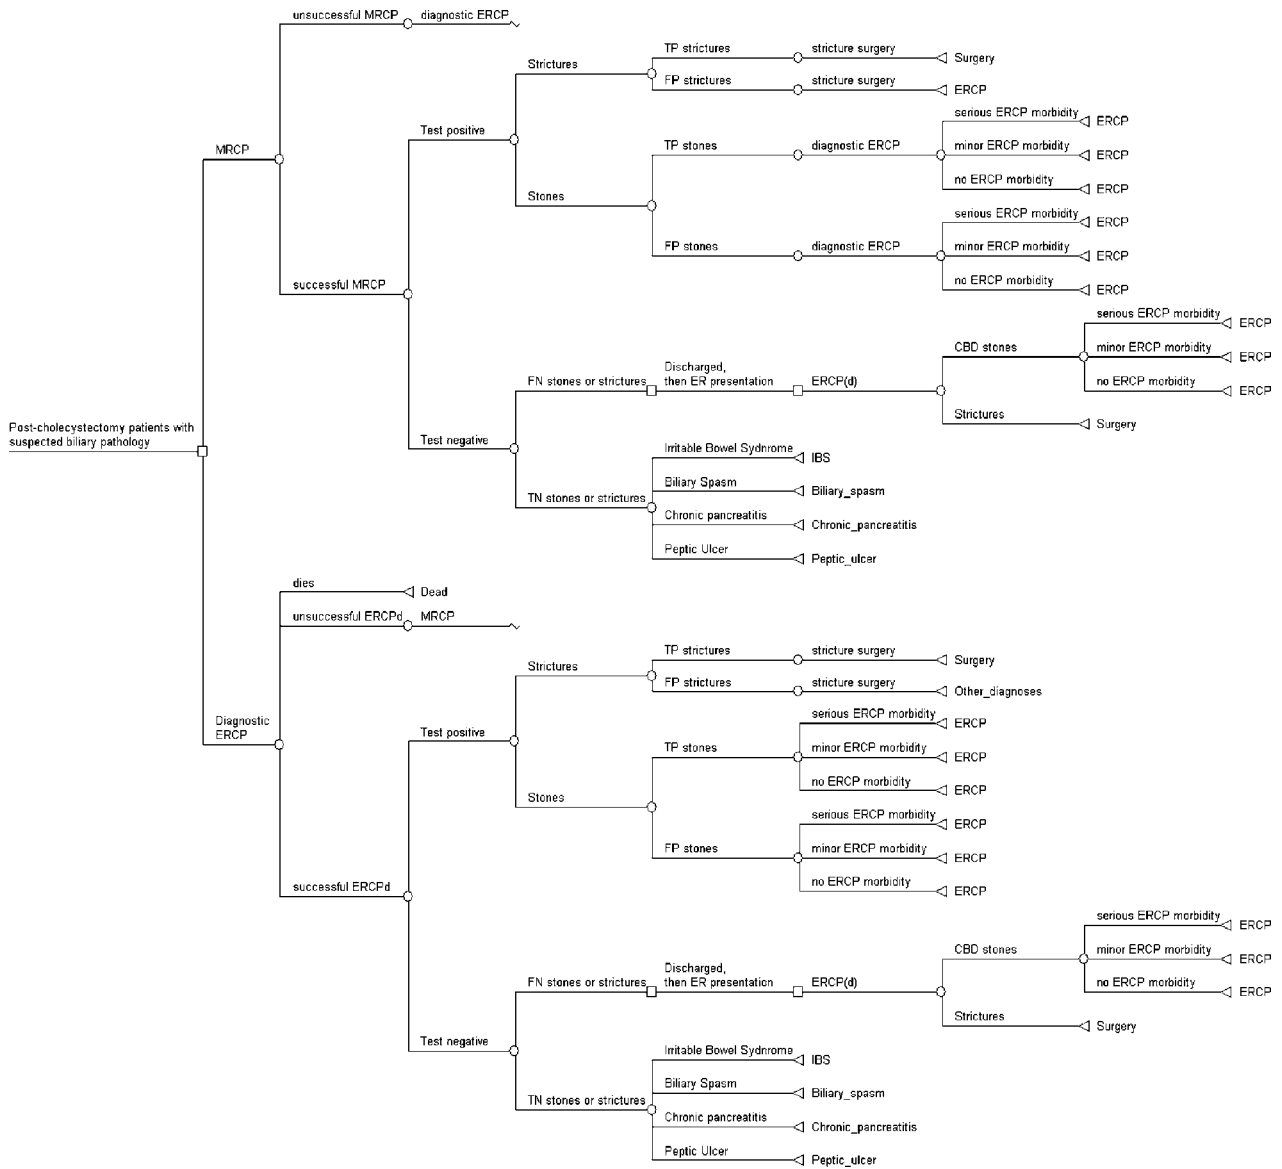 unsuccessful MRCP diagnostic ERCP
TP strictures stricture surgery Surgery
Strictures
FP strictures stricture surgery ERCP
serious ERCP morbidity ERCP
Test positive
TP stones diagnostic ERCP minor ERCP morbidity ERCP
MRCP
no ERCP morbidity ERCP
Stones
serious ERCP morbidity ERCP
FP stones diagnostic ERCP minor ERCP morbidity ERCP
successful MRCP
no ERCP morbidity ERCP
serious ERCP morbidity ERCP
CBD stones minor ERCP morbidity ERCP
Discharged,
FN stones or strictures then ER presentation ERCP(d)
no ERCP morbidity ERCP
Strictures Surgery
Post-cholecystectomy patients with
suspected biliary pathology
Test negative
Irritable Bowel Sydnrome IBS
Biliary Spasm Biliary_spasm
TN stones or strictures
Chronic pancreatitis Chronic_pancreatitis
Peptic Ulcer Peptic_ulcer
dies Dead
unsuccessful ERCPd MRCP
TP strictures stricture surgery Surgery
Strictures
FP strictures stricture surgery Other_diagnoses
Diagnostic
ERCP
serious ERCP morbidity ERCP
Test positive
TP stones minor ERCP morbidity ERCP
no ERCP morbidity ERCP
Stones
serious ERCP morbidity ERCP
FP stones minor ERCP morbidity ERCP
successful ERCPd no ERCP morbidity ERCP
serious ERCP morbidity ERCP
CBD stones minor ERCP morbidity ERCP
Discharged,
FN stones or strictures then ER presentation ERCP(d)
no ERCP morbidity ERCP
Strictures Surgery
Test negative
Irritable Bowel Sydnrome IBS
Biliary Spasm Biliary_spasm
TN stones or strictures
Chronic pancreatitis Chronic_pancreatitis
Peptic Ulcer Peptic_ulcer